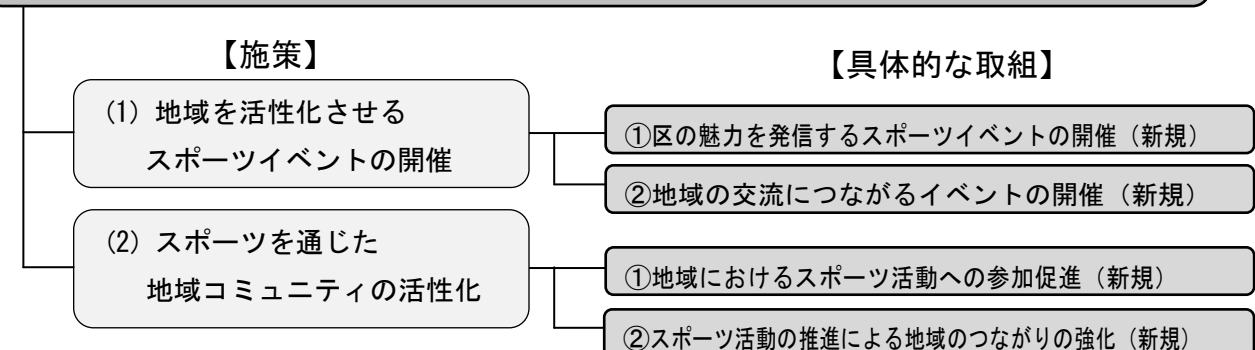 【施策】
【具体的な取組】
(1) 地域を活性化させる
スポーツイベントの開催
①区の魅力を発信するスポーツイベントの開催（新規）
②地域の交流につながるイベントの開催（新規）
(2) スポーツを通じた
地域コミュニティの活性化
①地域におけるスポーツ活動への参加促進（新規）
②スポーツ活動の推進による地域のつながりの強化（新規）